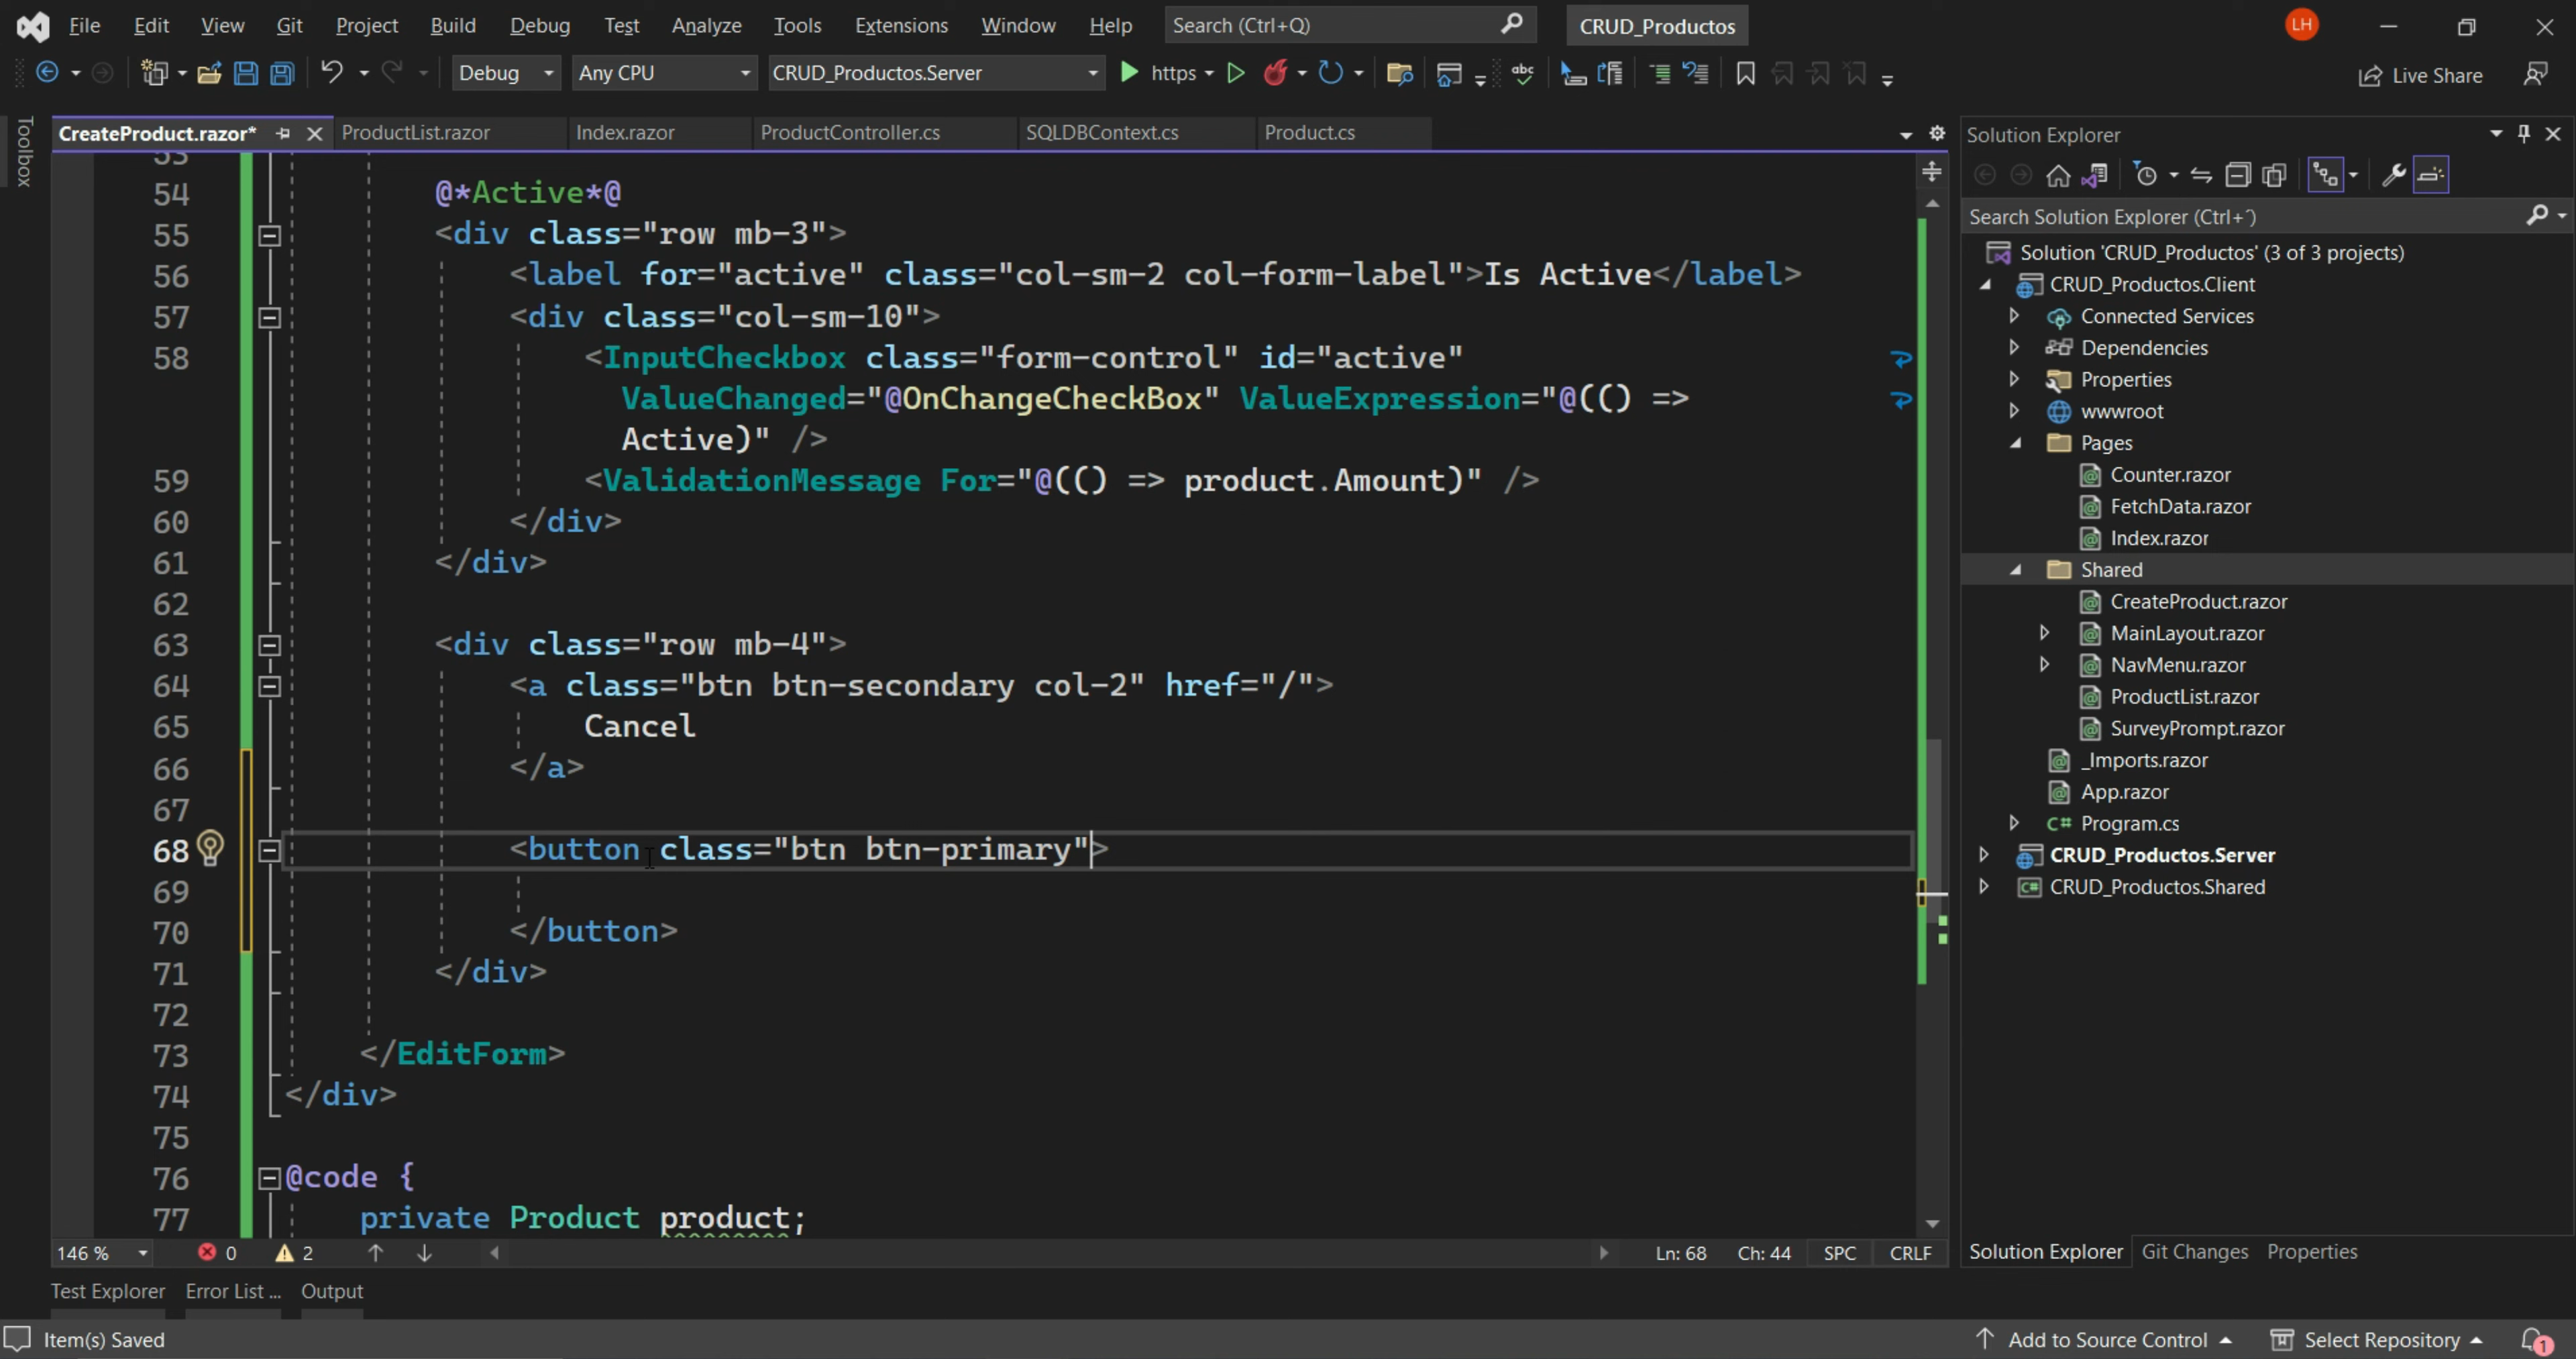 File Edit View Git Project Build Debug Test Analyze Tools Extensions Window Help Search (Ctrl+Q) CRUD_Productos LH
Debug Any CPU CRUD_Productos.Server https abc Live Share
Toolbox
CreateProduct.razor* ProductList.razor Index.razor ProductController.cs SQLDBContext.cs Product.cs
53
54 @*Active*@
55 <div class="row mb-3">
56 <label for="active" class="col-sm-2 col-form-label">Is Active</label>
57 <div class="col-sm-10">
58 <InputCheckbox class="form-control" id="active"
ValueChanged="@OnChangeCheckBox" ValueExpression="@(() =>
Active)" />
59 <ValidationMessage For="@(() => product.Amount)" />
60 </div>
61 </div>
62
63 <div class="row mb-4">
64 <a class="btn btn-secondary col-2" href="/">
65 Cancel
66 </a>
67
68 <button class="btn btn-primary">
69
70 </button>
71 </div>
72
73 </EditForm>
74 </div>
75
76 @code {
77 private Product product;
146 % 0 2 Ln: 68 Ch: 44 SPC CRLF
Test Explorer Error List ... Output
Item(s) Saved
Solution Explorer
Search Solution Explorer (Ctrl+´)
Solution 'CRUD_Productos' (3 of 3 projects)
CRUD_Productos.Client
Connected Services
Dependencies
Properties
wwwroot
Pages
Counter.razor
FetchData.razor
Index.razor
Shared
CreateProduct.razor
MainLayout.razor
NavMenu.razor
ProductList.razor
SurveyPrompt.razor
_Imports.razor
App.razor
C# Program.cs
CRUD_Productos.Server
C# CRUD_Productos.Shared
Solution Explorer Git Changes Properties
Add to Source Control Select Repository 1